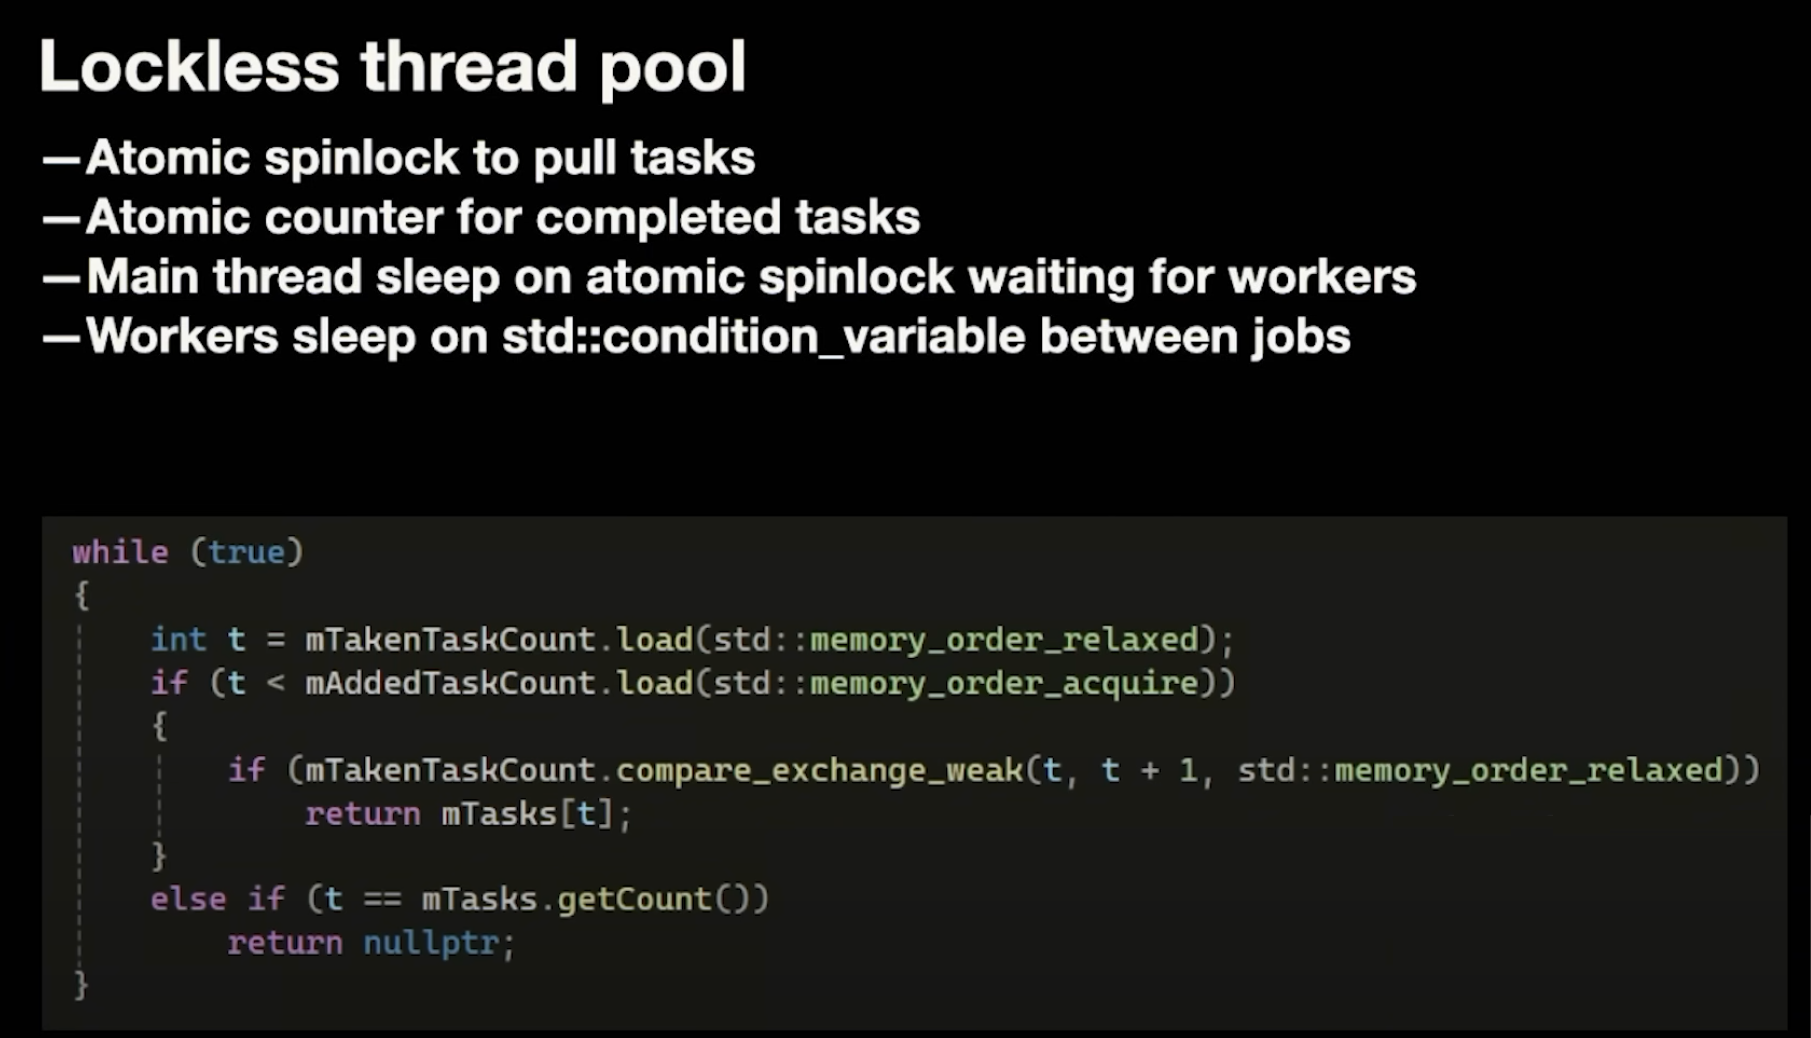 Lockless thread pool
—Atomic spinlock to pull tasks
—Atomic counter for completed tasks
—Main thread sleep on atomic spinlock waiting for workers
—Workers sleep on std::condition_variable between jobs
while (true)
{
    int t = mTakenTaskCount.load(std::memory_order_relaxed);
    if (t < mAddedTaskCount.load(std::memory_order_acquire))
    {
        if (mTakenTaskCount.compare_exchange_weak(t, t + 1, std::memory_order_relaxed))
            return mTasks[t];
    }
    else if (t == mTasks.getCount())
        return nullptr;
}